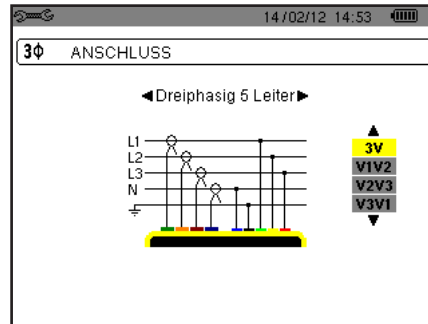 14/02/12 14:53
3Φ ANSCHLUSS
◄Dreiphasig 5 Leiter►
L1
L2
L3
N
3V
V1V2
V2V3
V3V1